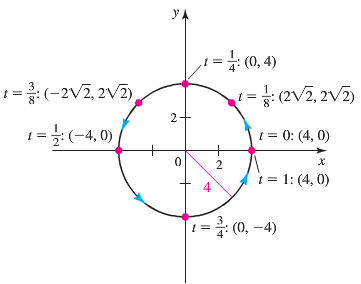 y
t = 1/4: (0, 4)
t = 3/8: (−2√2, 2√2)
t = 1/8: (2√2, 2√2)
2
t = 1/2: (−4, 0)
t = 0: (4, 0)
0
2
x
4
t = 1: (4, 0)
t = 3/4: (0, −4)